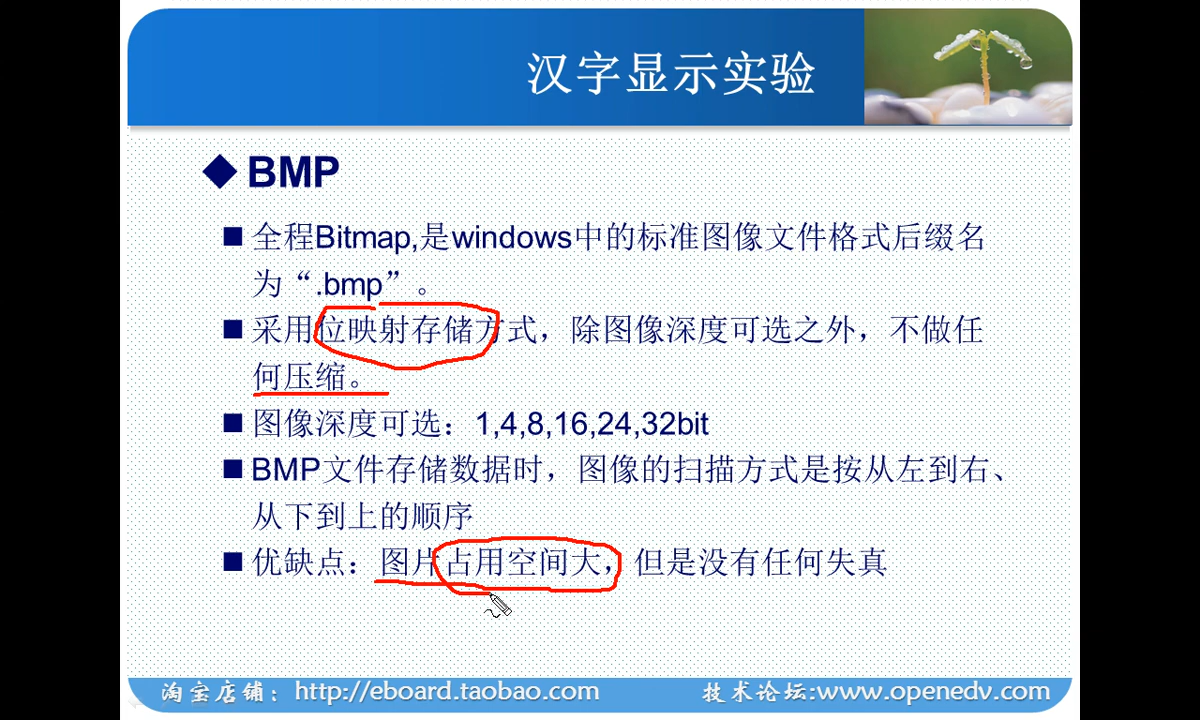 汉字显示实验
BMP
全程Bitmap,是windows中的标准图像文件格式后缀名
为“.bmp”。
采用位映射存储方式，除图像深度可选之外，不做任
何压缩。
图像深度可选：1,4,8,16,24,32bit
BMP文件存储数据时，图像的扫描方式是按从左到右、
从下到上的顺序
优缺点：图片占用空间大，但是没有任何失真
淘宝店铺：http://eboard.taobao.com
技术论坛:www.openedv.com